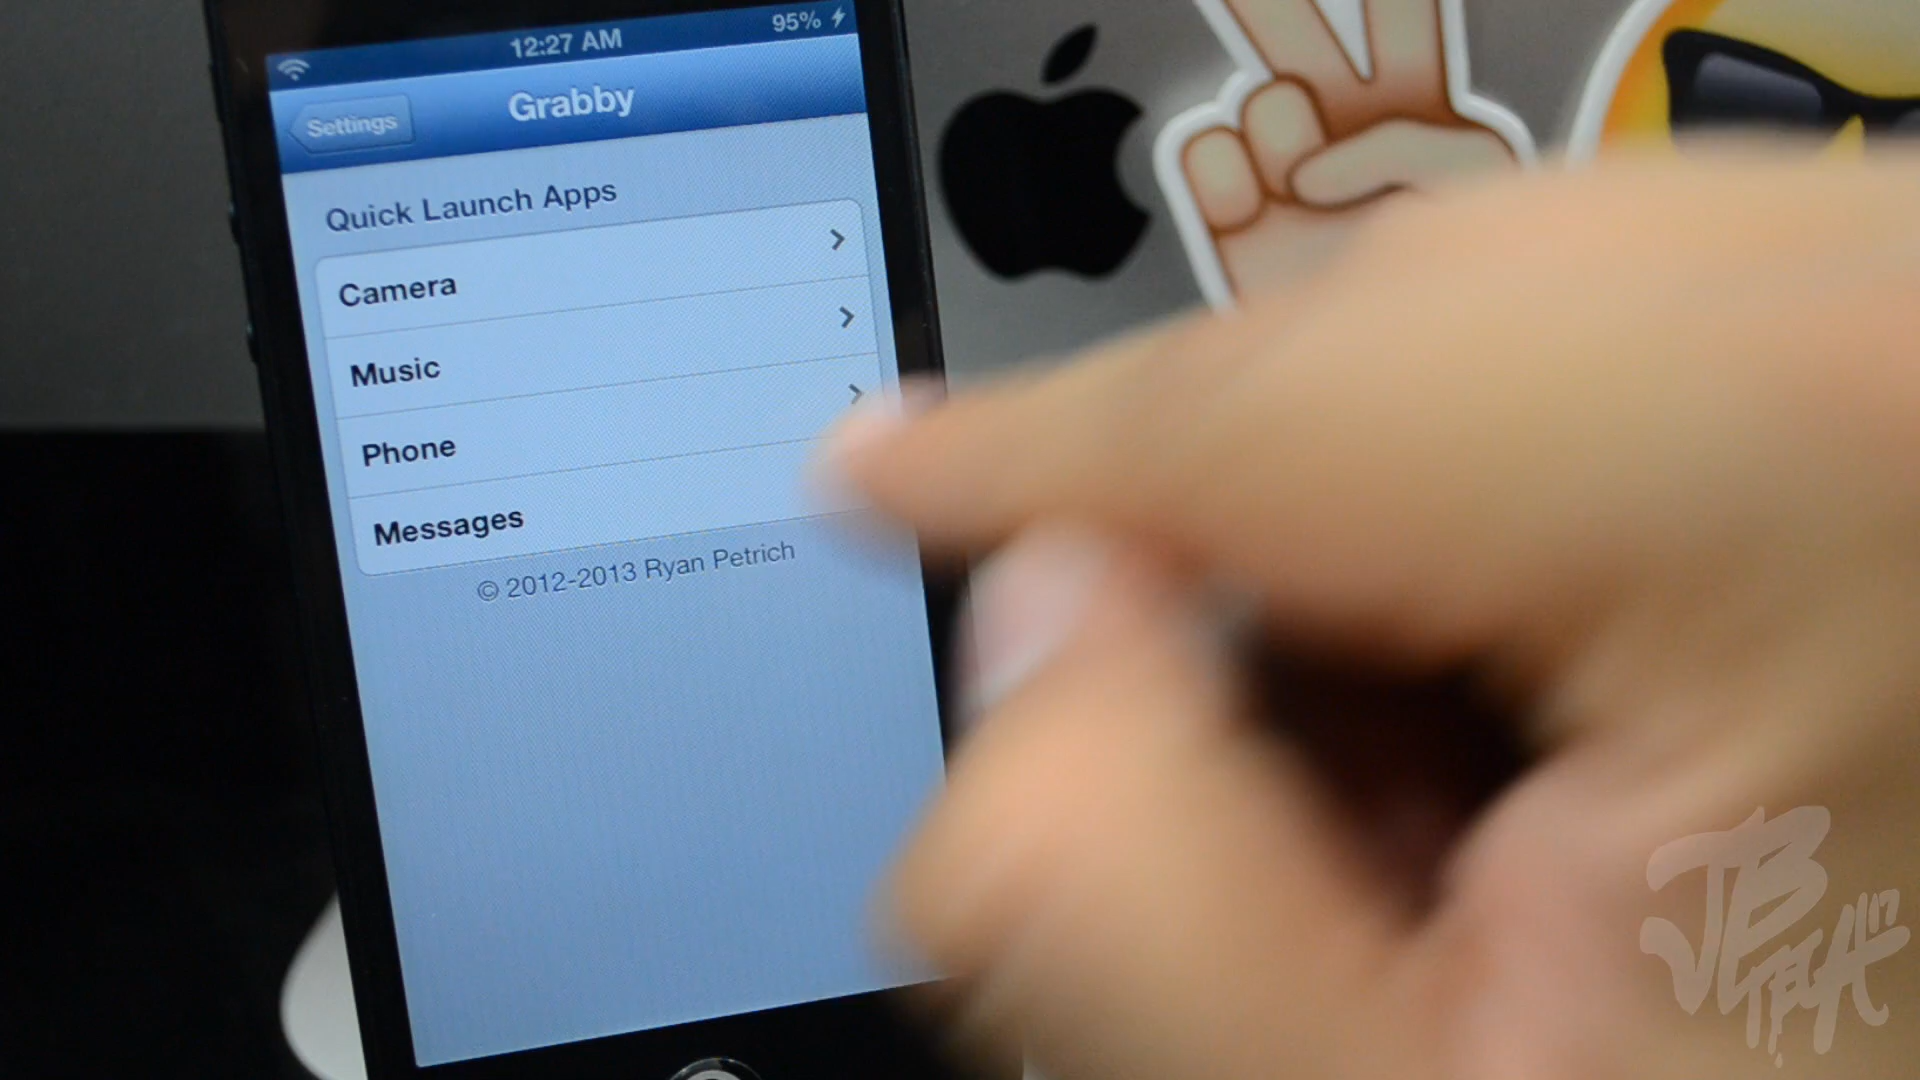 12:27 AM
95%
Settings
Grabby
Quick Launch Apps
Camera
Music
Phone
Messages
© 2012-2013 Ryan Petrich